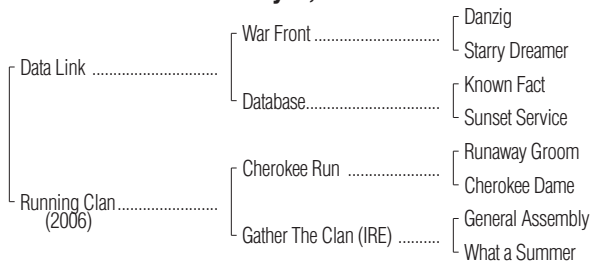 Danzig
War Front ........................
Starry Dreamer
Data Link ........................
Known Fact
Database..........................
Sunset Service
Runaway Groom
Cherokee Run .................
Cherokee Dame
Running Clan...................
(2006)
General Assembly
Gather The Clan (IRE) ........
What a Summer